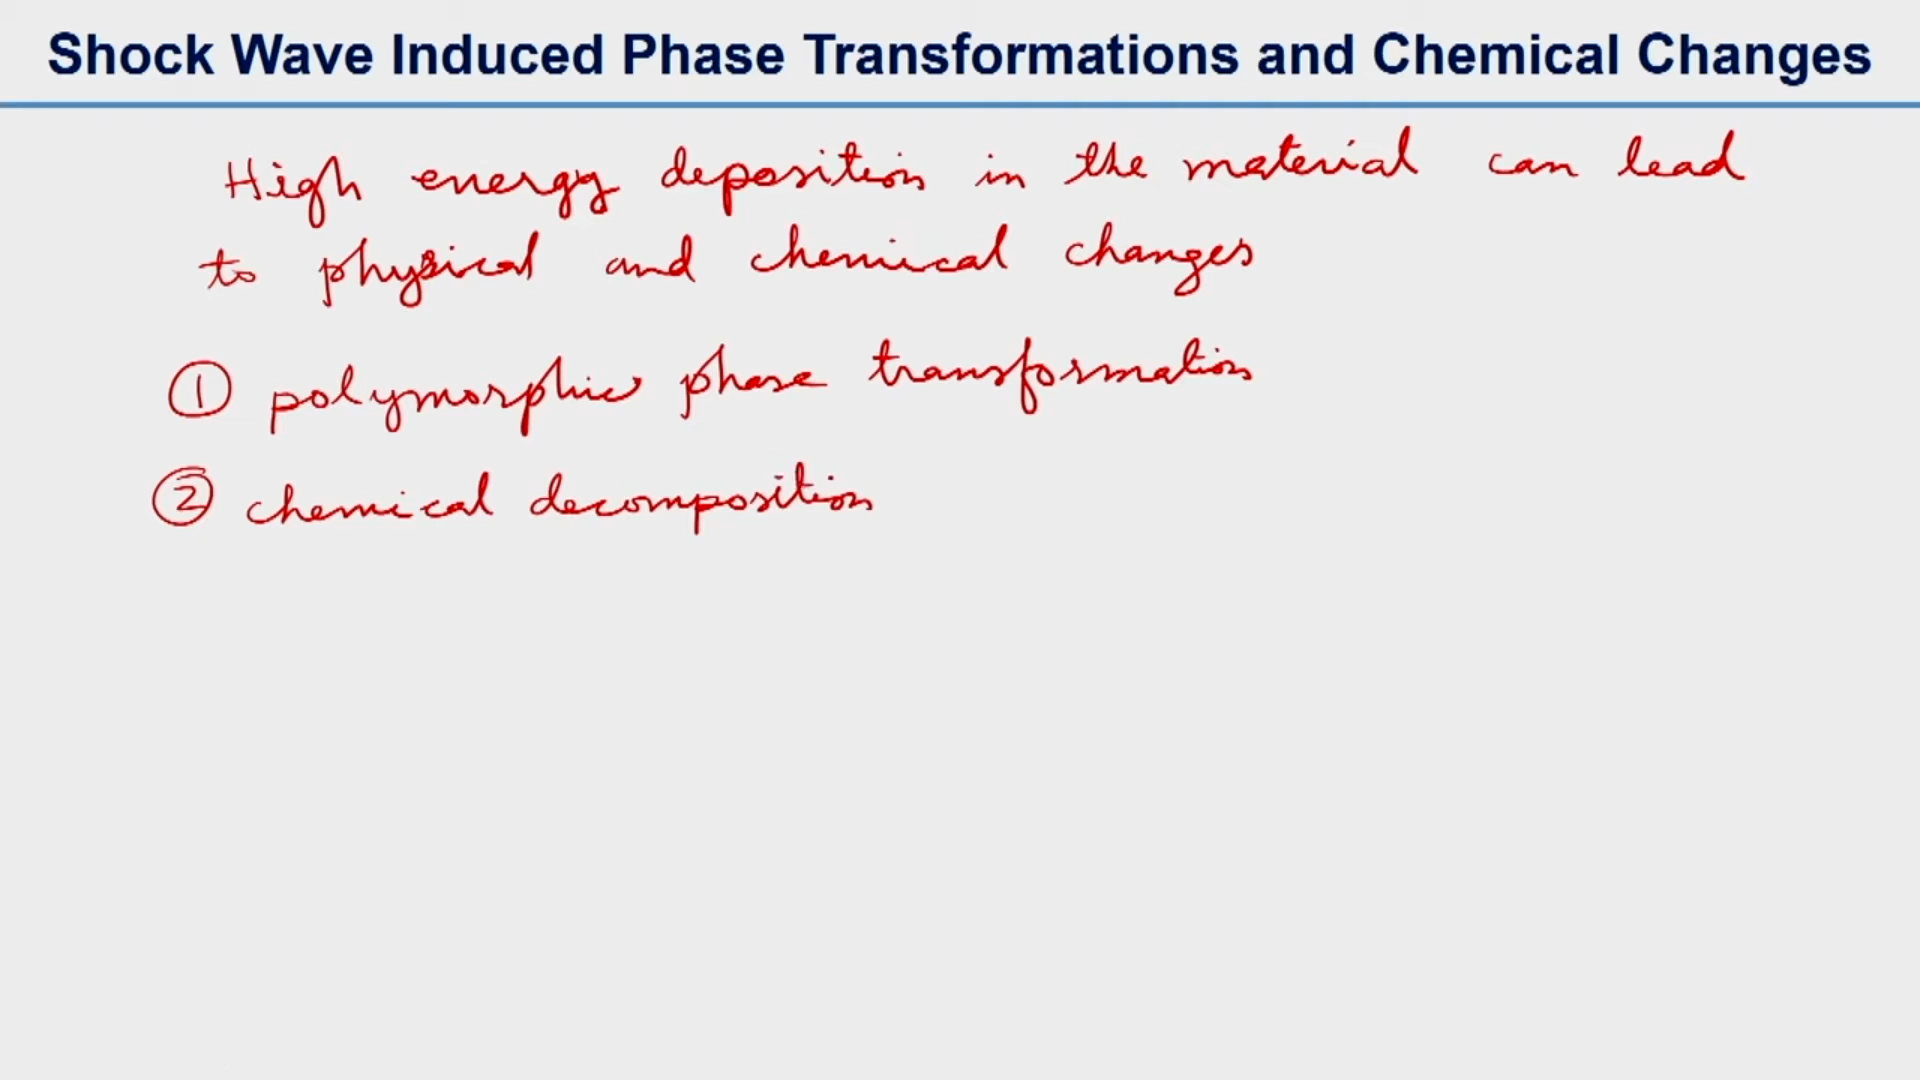 Shock Wave Induced Phase Transformations and Chemical Changes
High energy deposition in the material can lead
to physical and chemical changes
① polymorphic phase transformation
② chemical decomposition